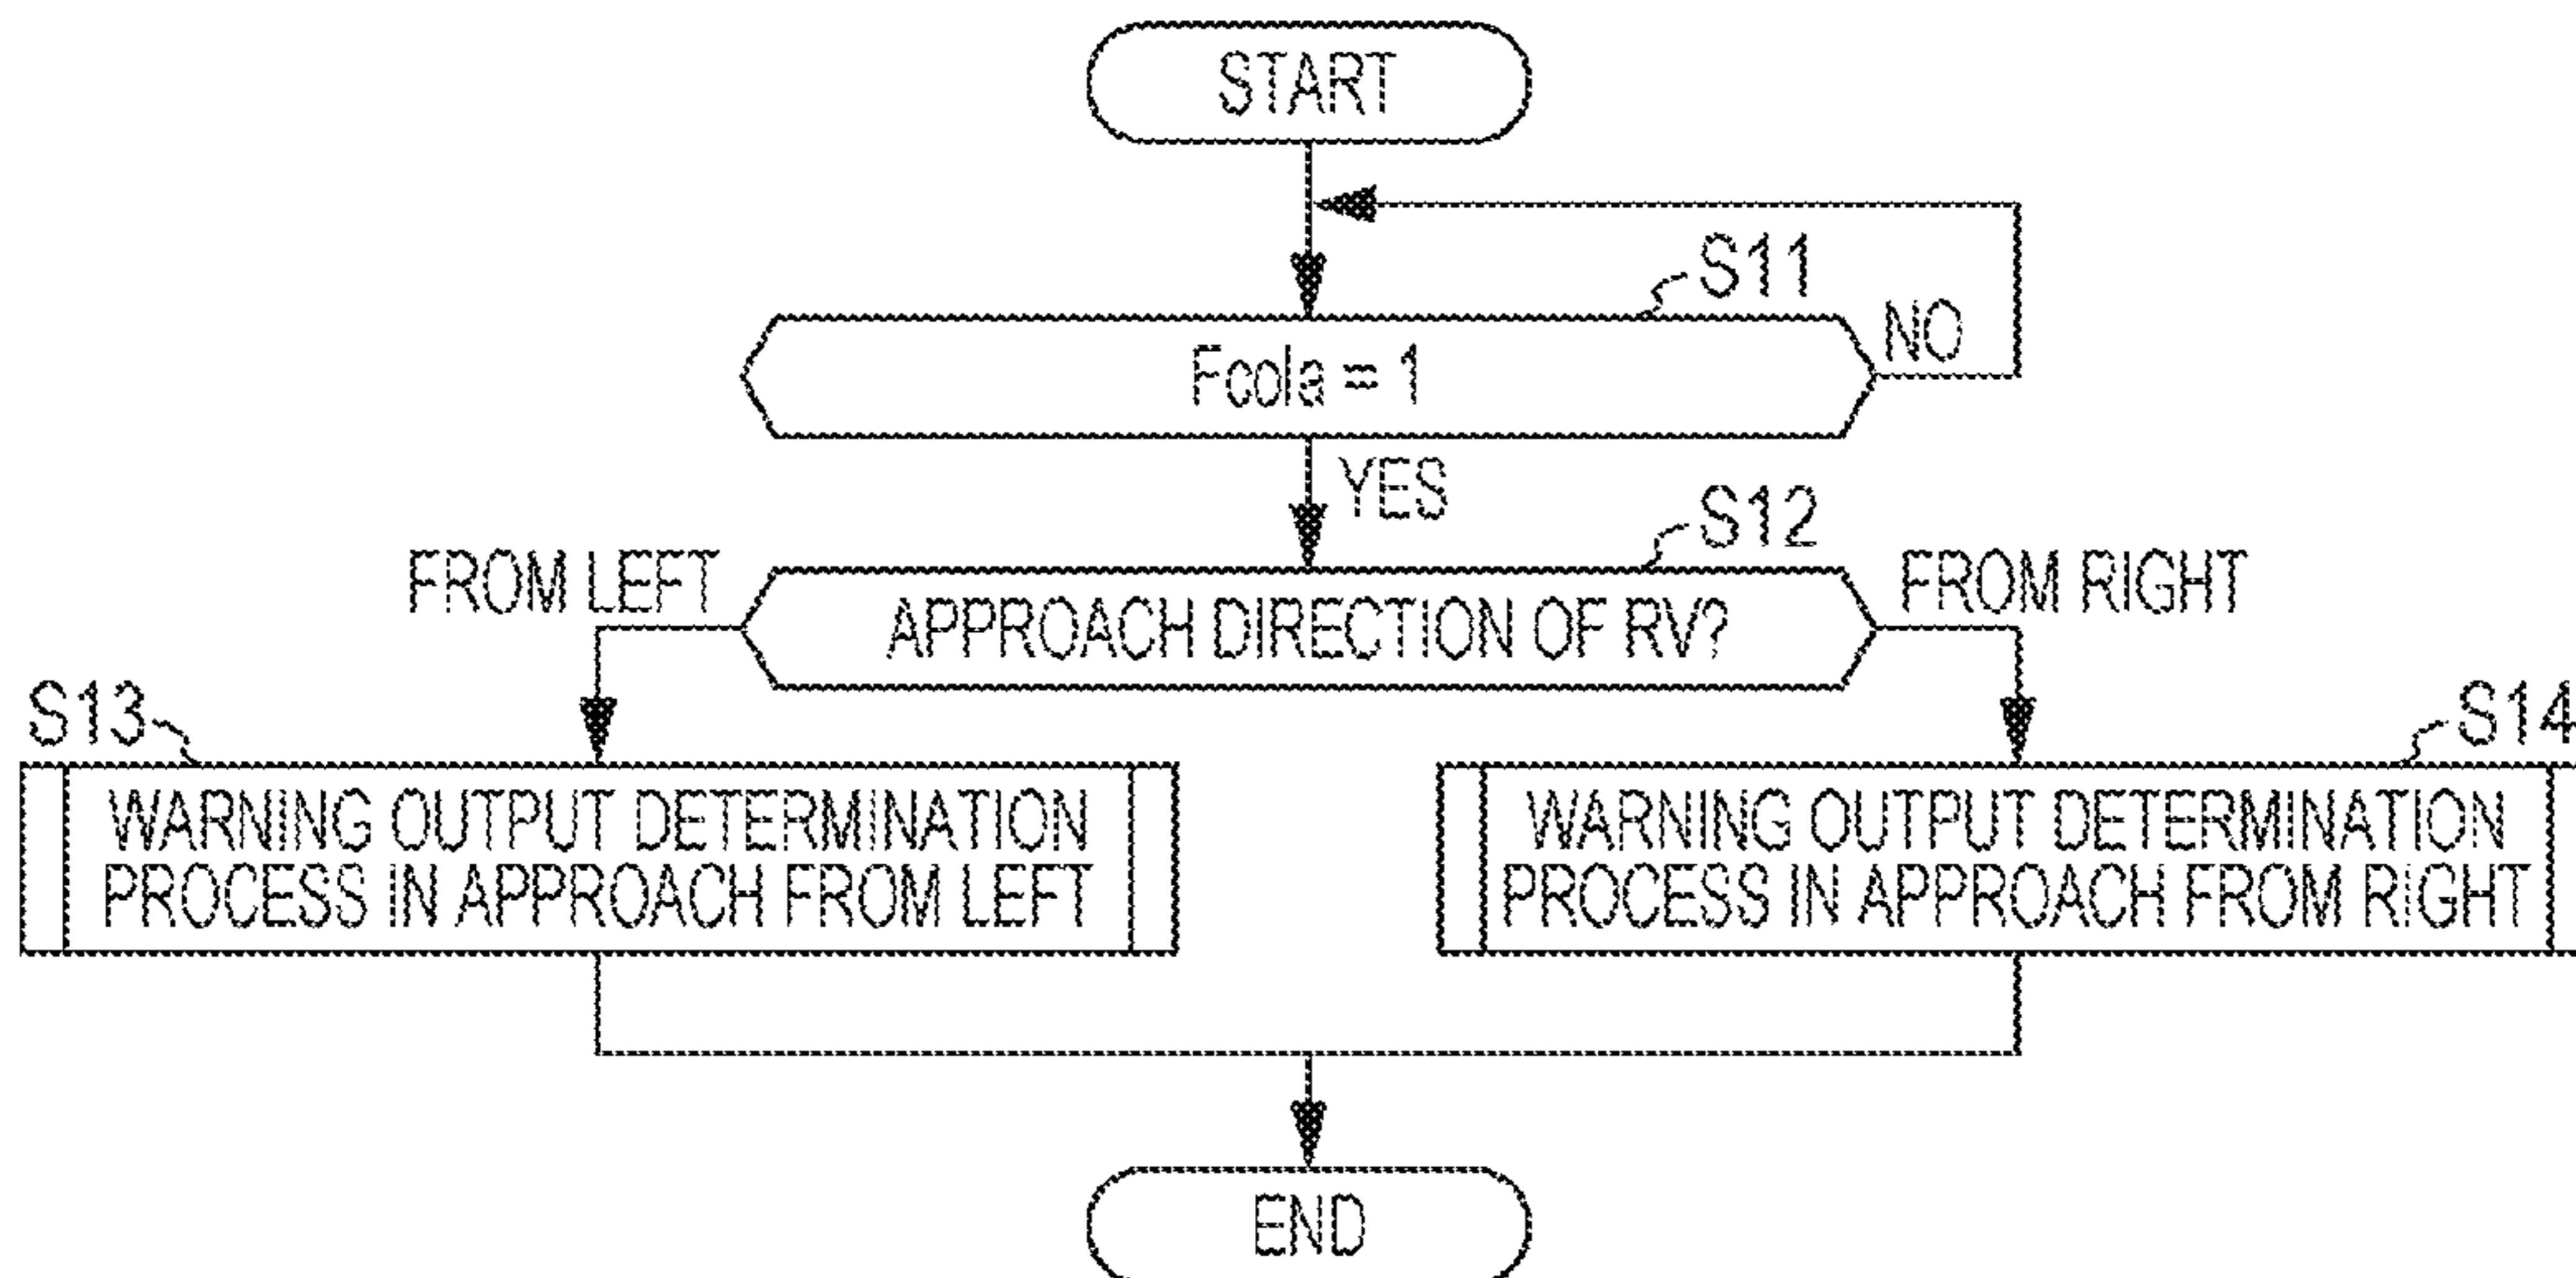 START
S11
Fcola = 1
NO
YES
S12
FROM LEFT
APPROACH DIRECTION OF RV?
FROM RIGHT
S13
S14
WARNING OUTPUT DETERMINATION
PROCESS IN APPROACH FROM LEFT
WARNING OUTPUT DETERMINATION
PROCESS IN APPROACH FROM RIGHT
END